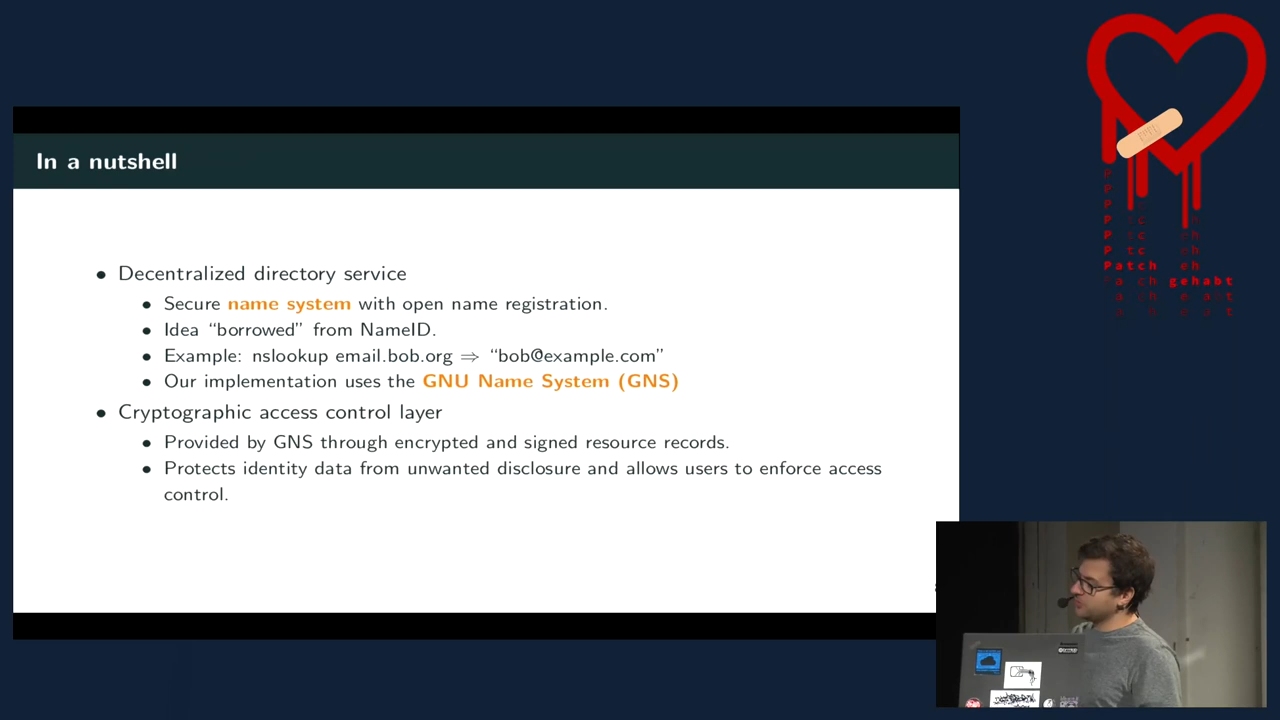 In a nutshell
Decentralized directory service
Secure name system with open name registration.
Idea “borrowed” from NameID.
Example: nslookup email.bob.org ⇒ “bob@example.com”
Our implementation uses the GNU Name System (GNS)
Cryptographic access control layer
Provided by GNS through encrypted and signed resource records.
Protects identity data from unwanted disclosure and allows users to enforce access
control.
Patch
gehabt